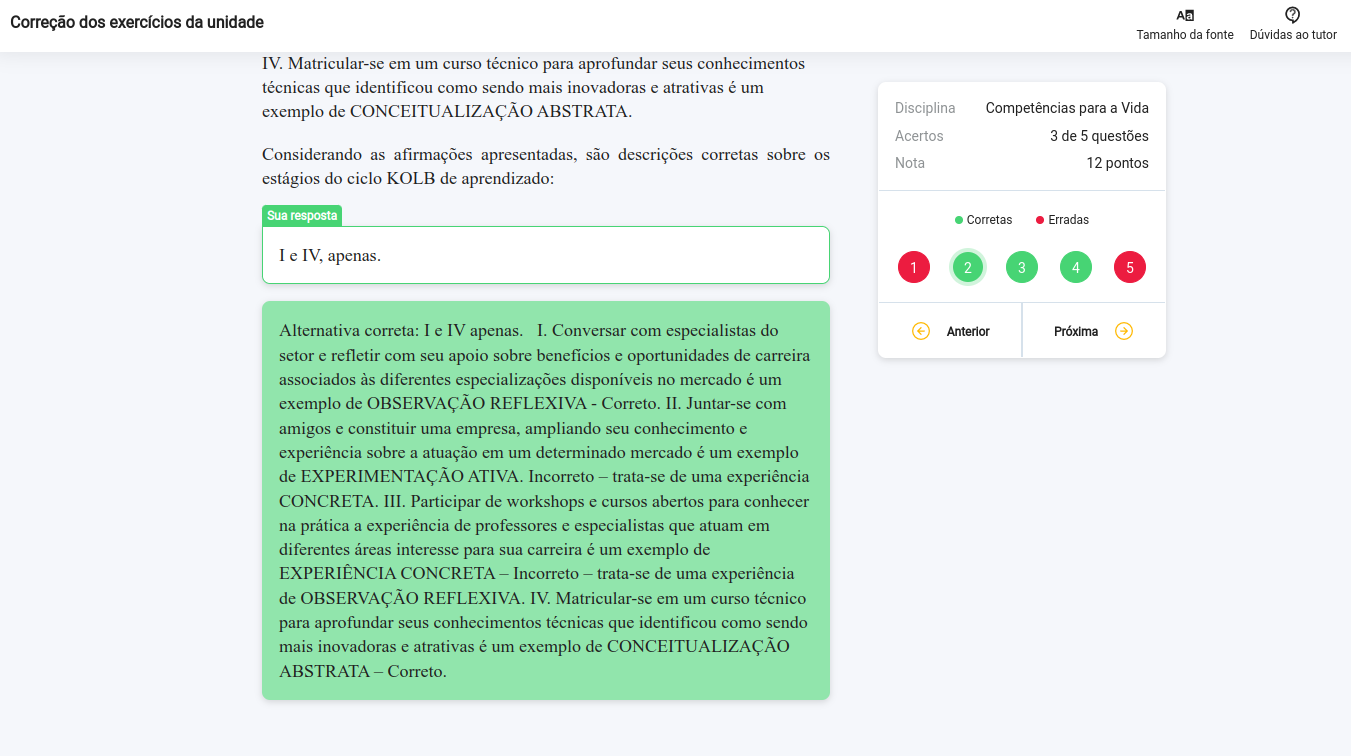 Correção dos exercícios da unidade
Tamanho da fonte
Dúvidas ao tutor
IV. Matricular-se em um curso técnico para aprofundar seus conhecimentos
técnicas que identificou como sendo mais inovadoras e atrativas é um
exemplo de CONCEITUALIZAÇÃO ABSTRATA.
Considerando as afirmações apresentadas, são descrições corretas sobre os
estágios do ciclo KOLB de aprendizado:
Sua resposta
I e IV, apenas.
Alternativa correta: I e IV apenas. I. Conversar com especialistas do
setor e refletir com seu apoio sobre benefícios e oportunidades de carreira
associados às diferentes especializações disponíveis no mercado é um
exemplo de OBSERVAÇÃO REFLEXIVA - Correto. II. Juntar-se com
amigos e constituir uma empresa, ampliando seu conhecimento e
experiência sobre a atuação em um determinado mercado é um exemplo
de EXPERIMENTAÇÃO ATIVA. Incorreto – trata-se de uma experiência
CONCRETA. III. Participar de workshops e cursos abertos para conhecer
na prática a experiência de professores e especialistas que atuam em
diferentes áreas interesse para sua carreira é um exemplo de
EXPERIÊNCIA CONCRETA – Incorreto – trata-se de uma experiência
de OBSERVAÇÃO REFLEXIVA. IV. Matricular-se em um curso técnico
para aprofundar seus conhecimentos técnicas que identificou como sendo
mais inovadoras e atrativas é um exemplo de CONCEITUALIZAÇÃO
ABSTRATA – Correto.
Disciplina Competências para a Vida
Acertos 3 de 5 questões
Nota 12 pontos
Corretas Erradas
1 2 3 4 5
Anterior Próxima